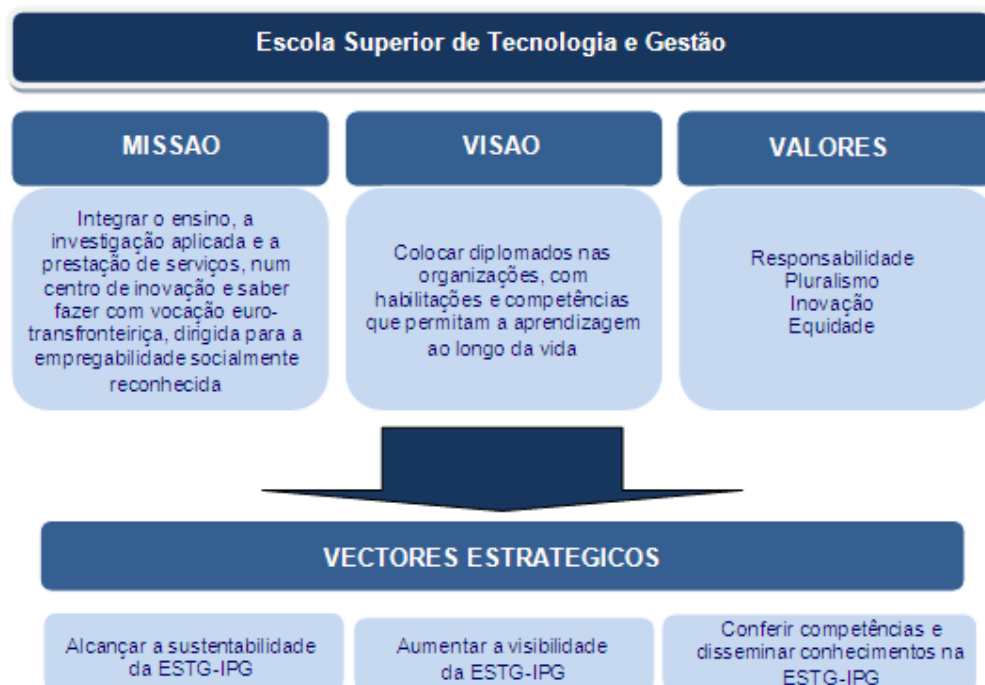 Escola Superior de Tecnologia e Gestão
MISSAO
Integrar o ensino, a
investigação aplicada e a
prestação de serviços, num
centro de inovação e saber
fazer com vocação euro-
transfronteiriça, dirigida para a
empregabilidade socialmente
reconhecida
VISAO
Colocar diplomados nas
organizações, com
habilitações e competências
que permitam a aprendizagem
ao longo da vida
VALORES
Responsabilidade
Pluralismo
Inovação
Equidade
VECTORES ESTRATEGICOS
Alcançar a sustentabilidade
da ESTG-IPG
Aumentar a visibilidade
da ESTG-IPG
Conferir competências e
disseminar conhecimentos na
ESTG-IPG